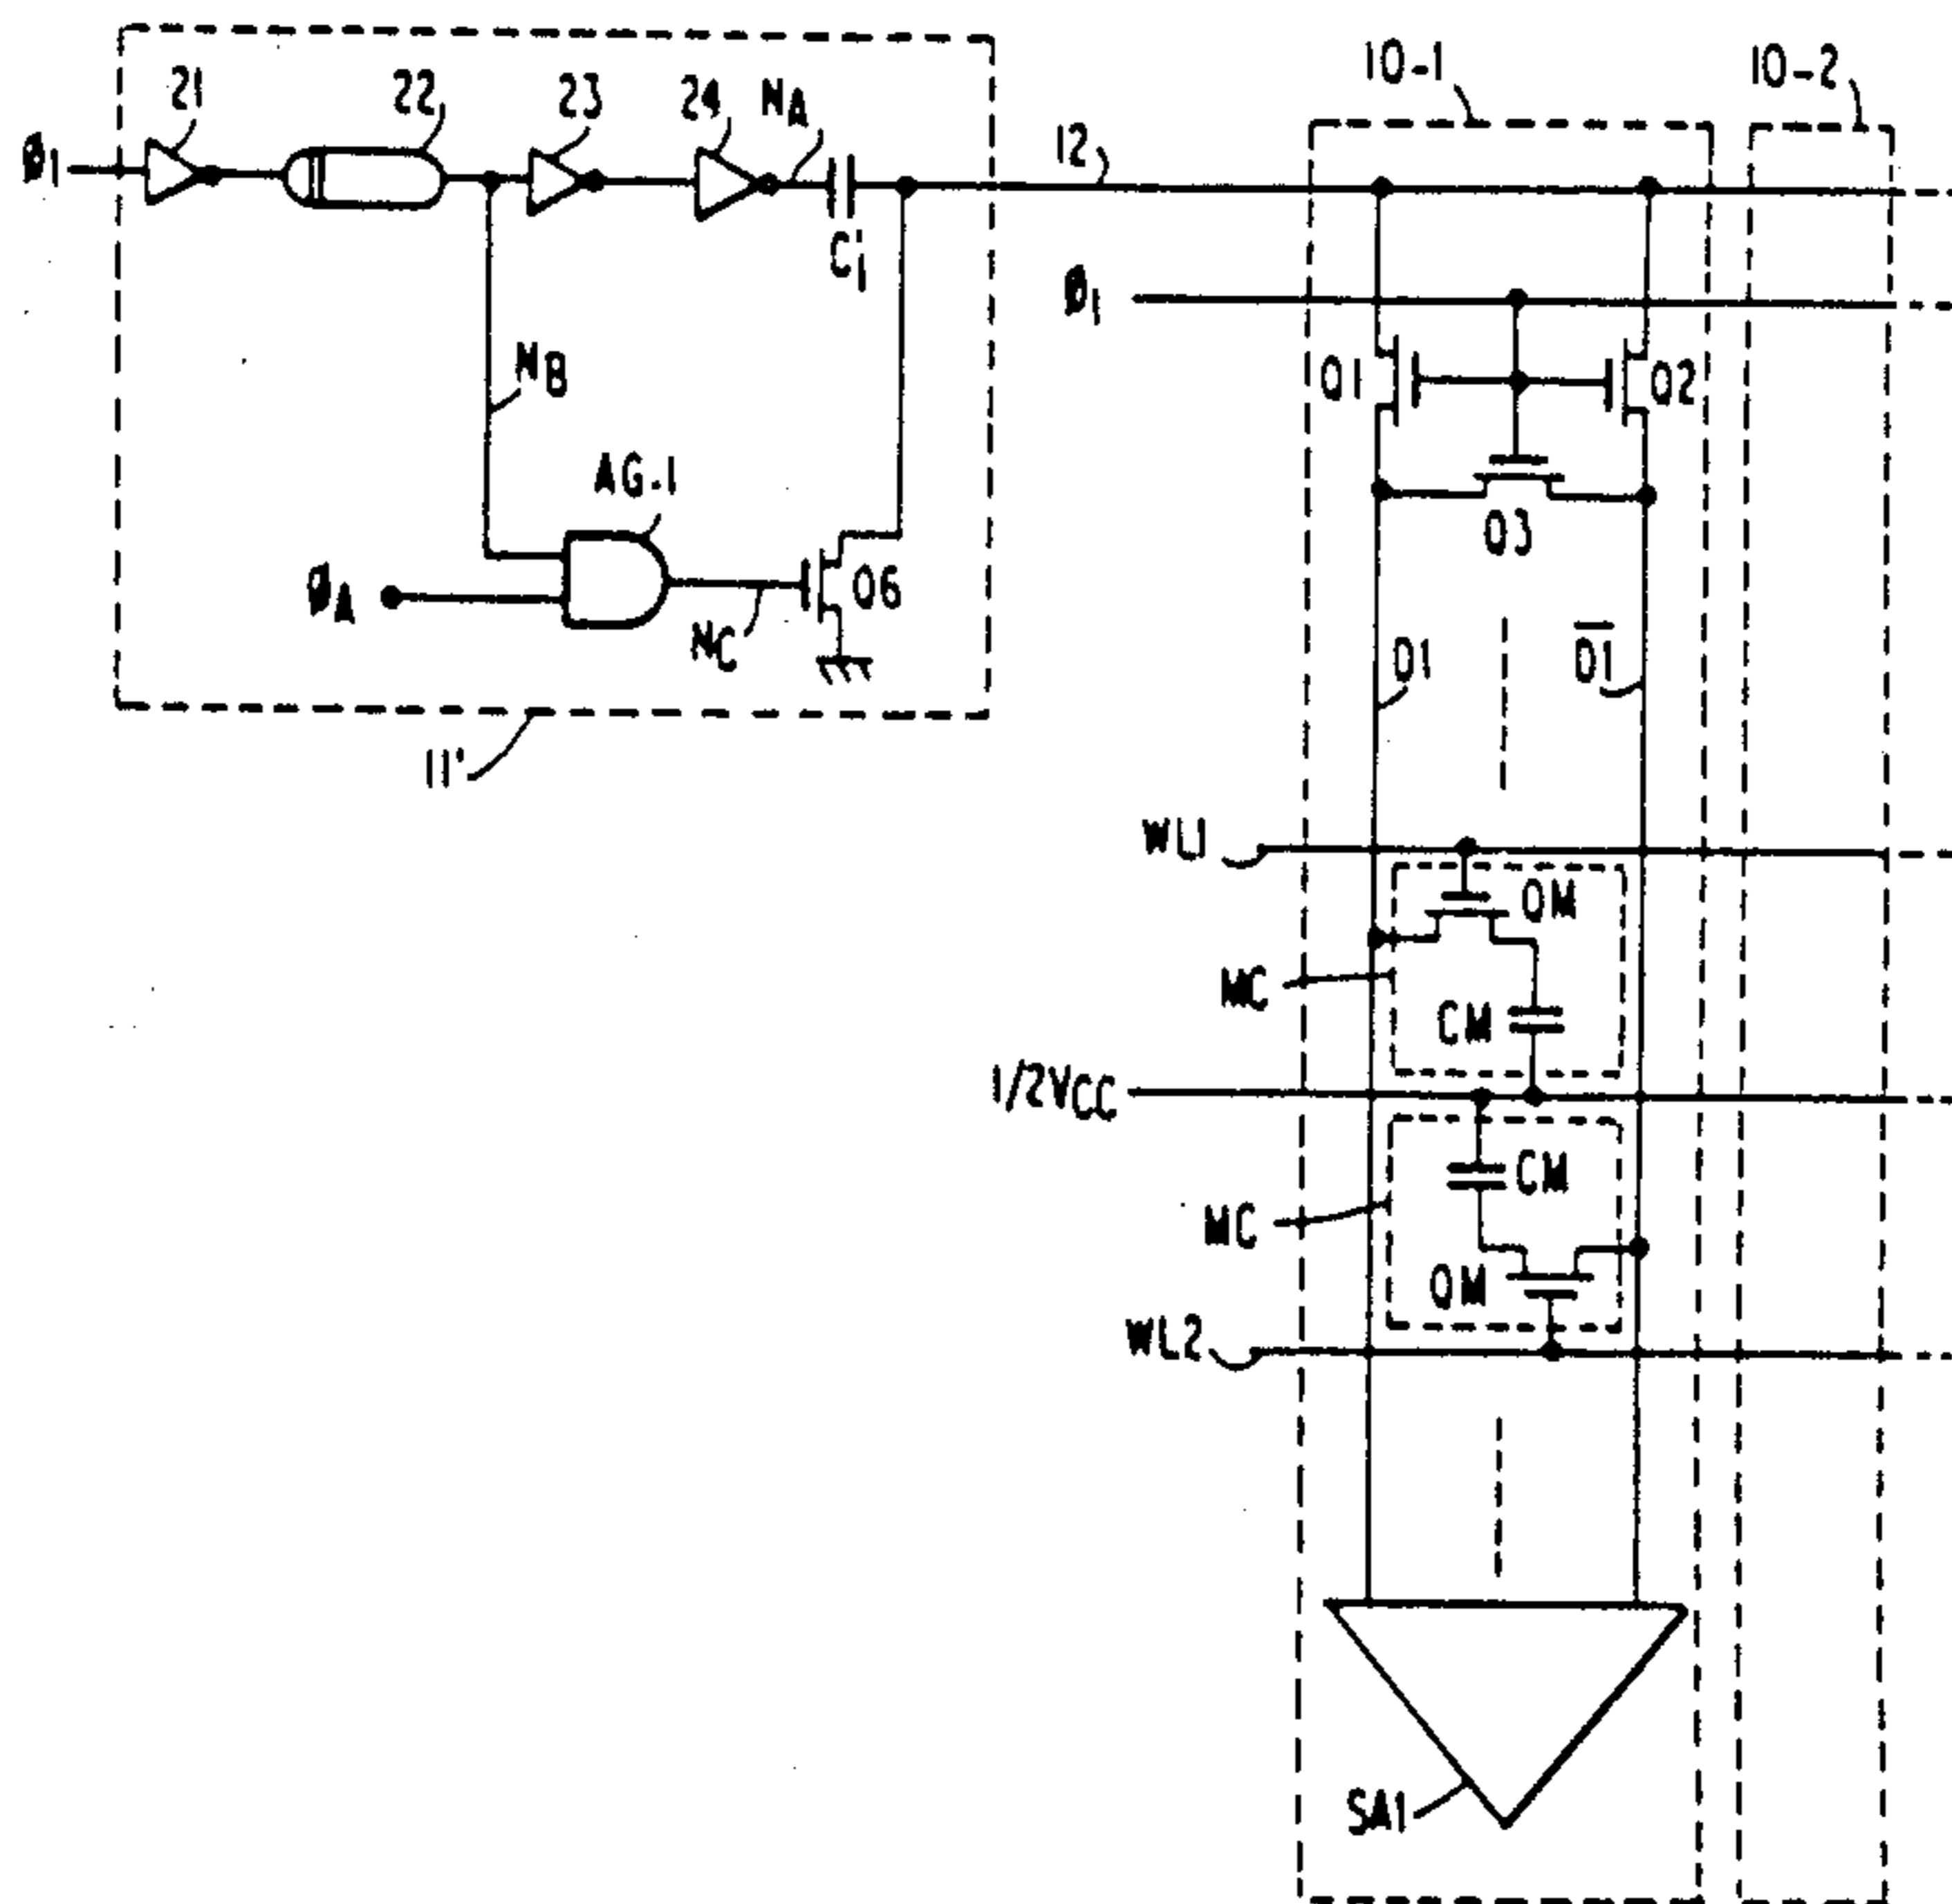 10-1
10-2
21
22
23
24
NA
12
Ø1
Ci
Ø1
NB
Q1
Q2
AG.1
Q3
ØA
Q6
NC
D1
D1
11'
WL1
QM
MC
CM
1/2VCC
CM
MC
QM
WL2
SA1